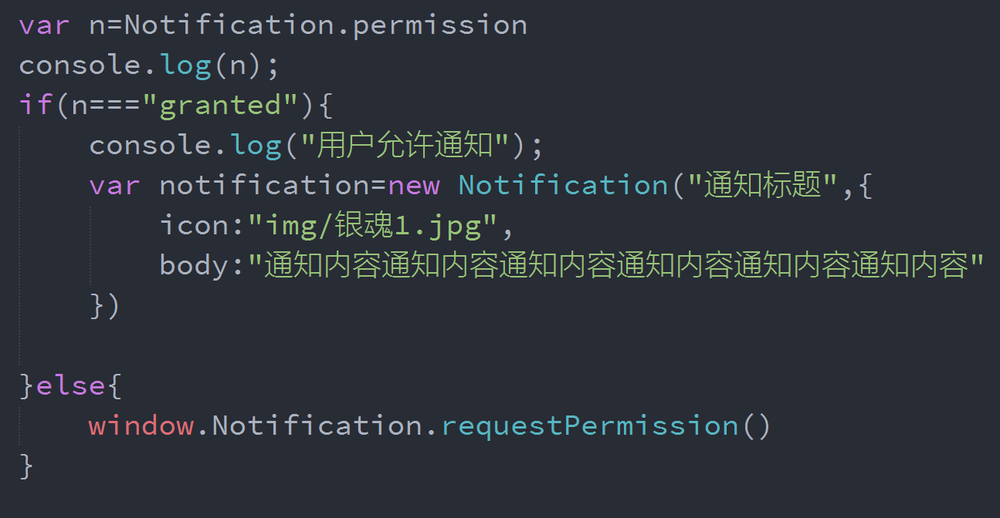 var n=Notification.permission
console.log(n);
if(n==="granted"){
    console.log("用户允许通知");
    var notification=new Notification("通知标题",{
        icon:"img/银魂1.jpg",
        body:"通知内容通知内容通知内容通知内容通知内容通知内容"
    })
}else{
    window.Notification.requestPermission()
}